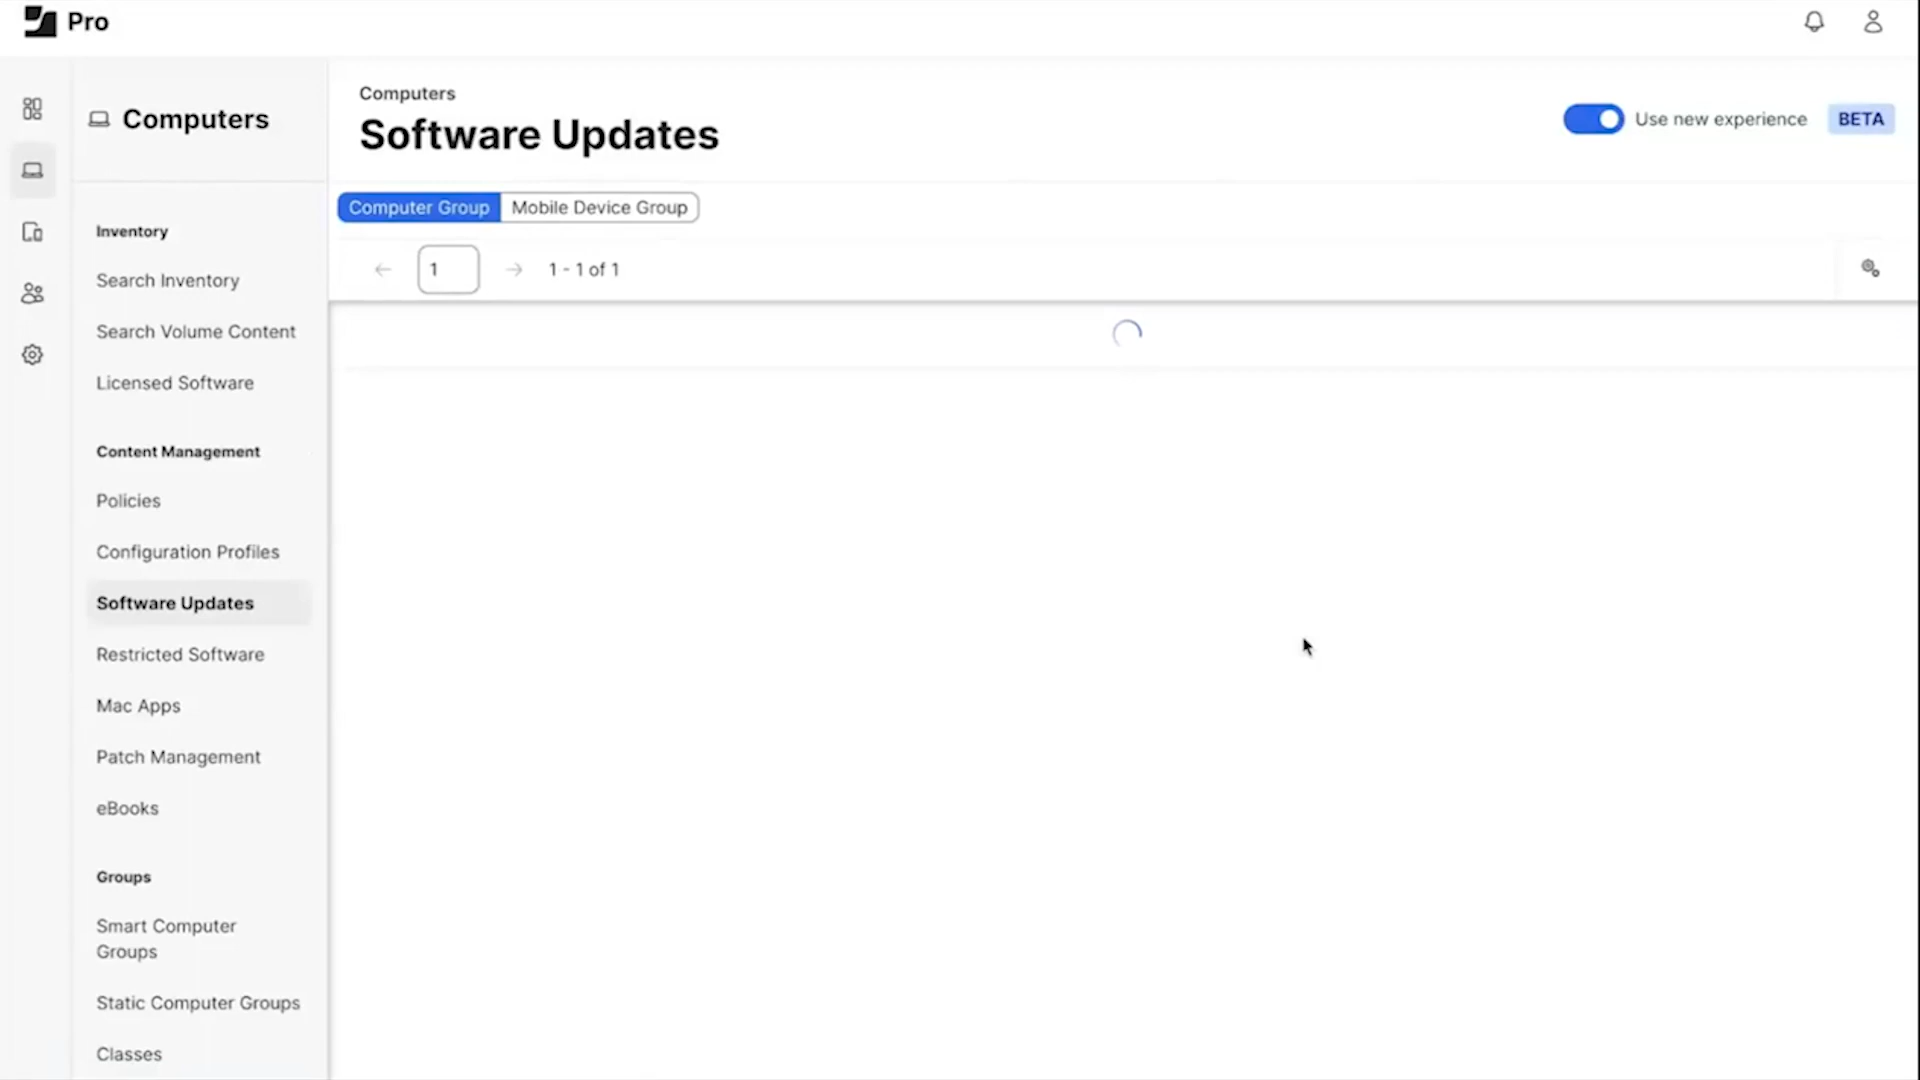 Pro
Computers
Inventory
Search Inventory
Search Volume Content
Licensed Software
Content Management
Policies
Configuration Profiles
Software Updates
Restricted Software
Mac Apps
Patch Management
eBooks
Groups
Smart Computer
Groups
Static Computer Groups
Classes
Computers
Software Updates
Use new experience BETA
Computer Group Mobile Device Group
1 1 - 1 of 1